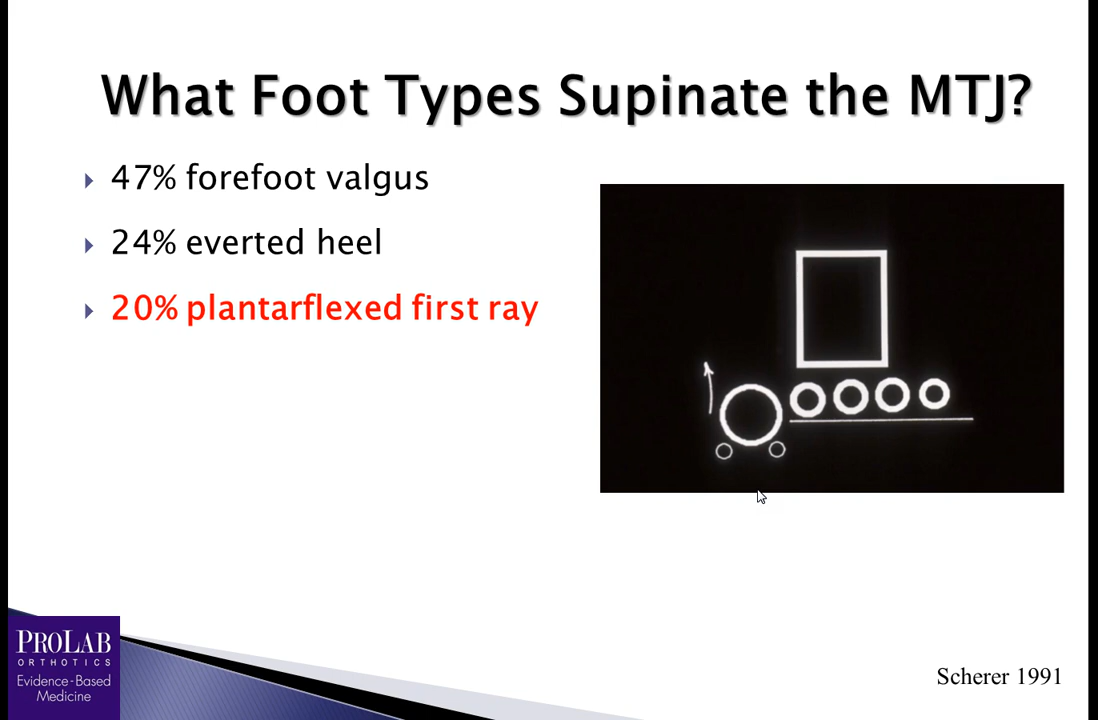 What Foot Types Supinate the MTJ?
47% forefoot valgus
24% everted heel
20% plantarflexed first ray
PROLAB
ORTHOTICS
Evidence-Based
Medicine
Scherer 1991